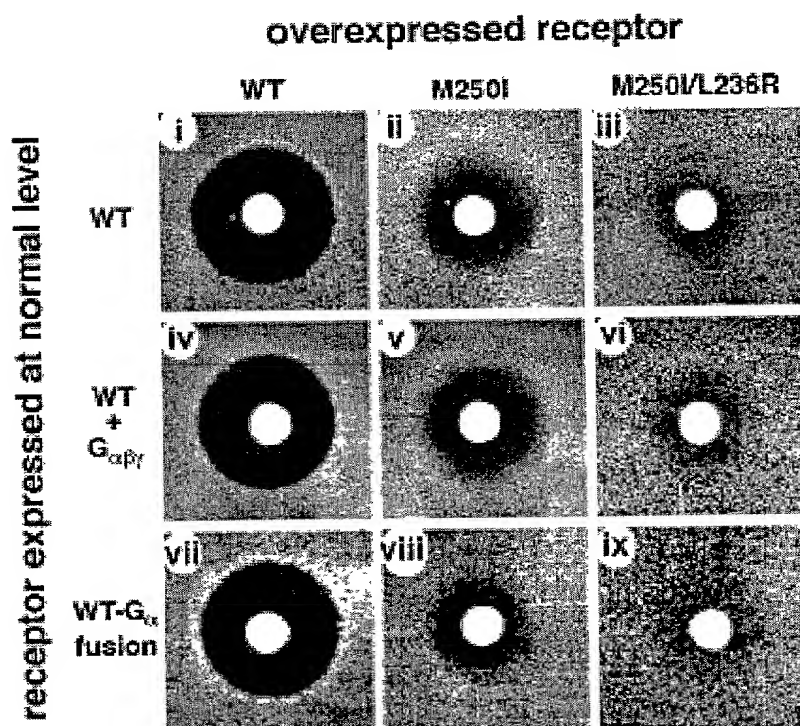 overexpressed receptor
WT M250I M250I/L236R
receptor expressed at normal level
WT
i ii iii
WT
+
Gαβγ
iv v vi
WT-Gα
fusion
vii viii ix